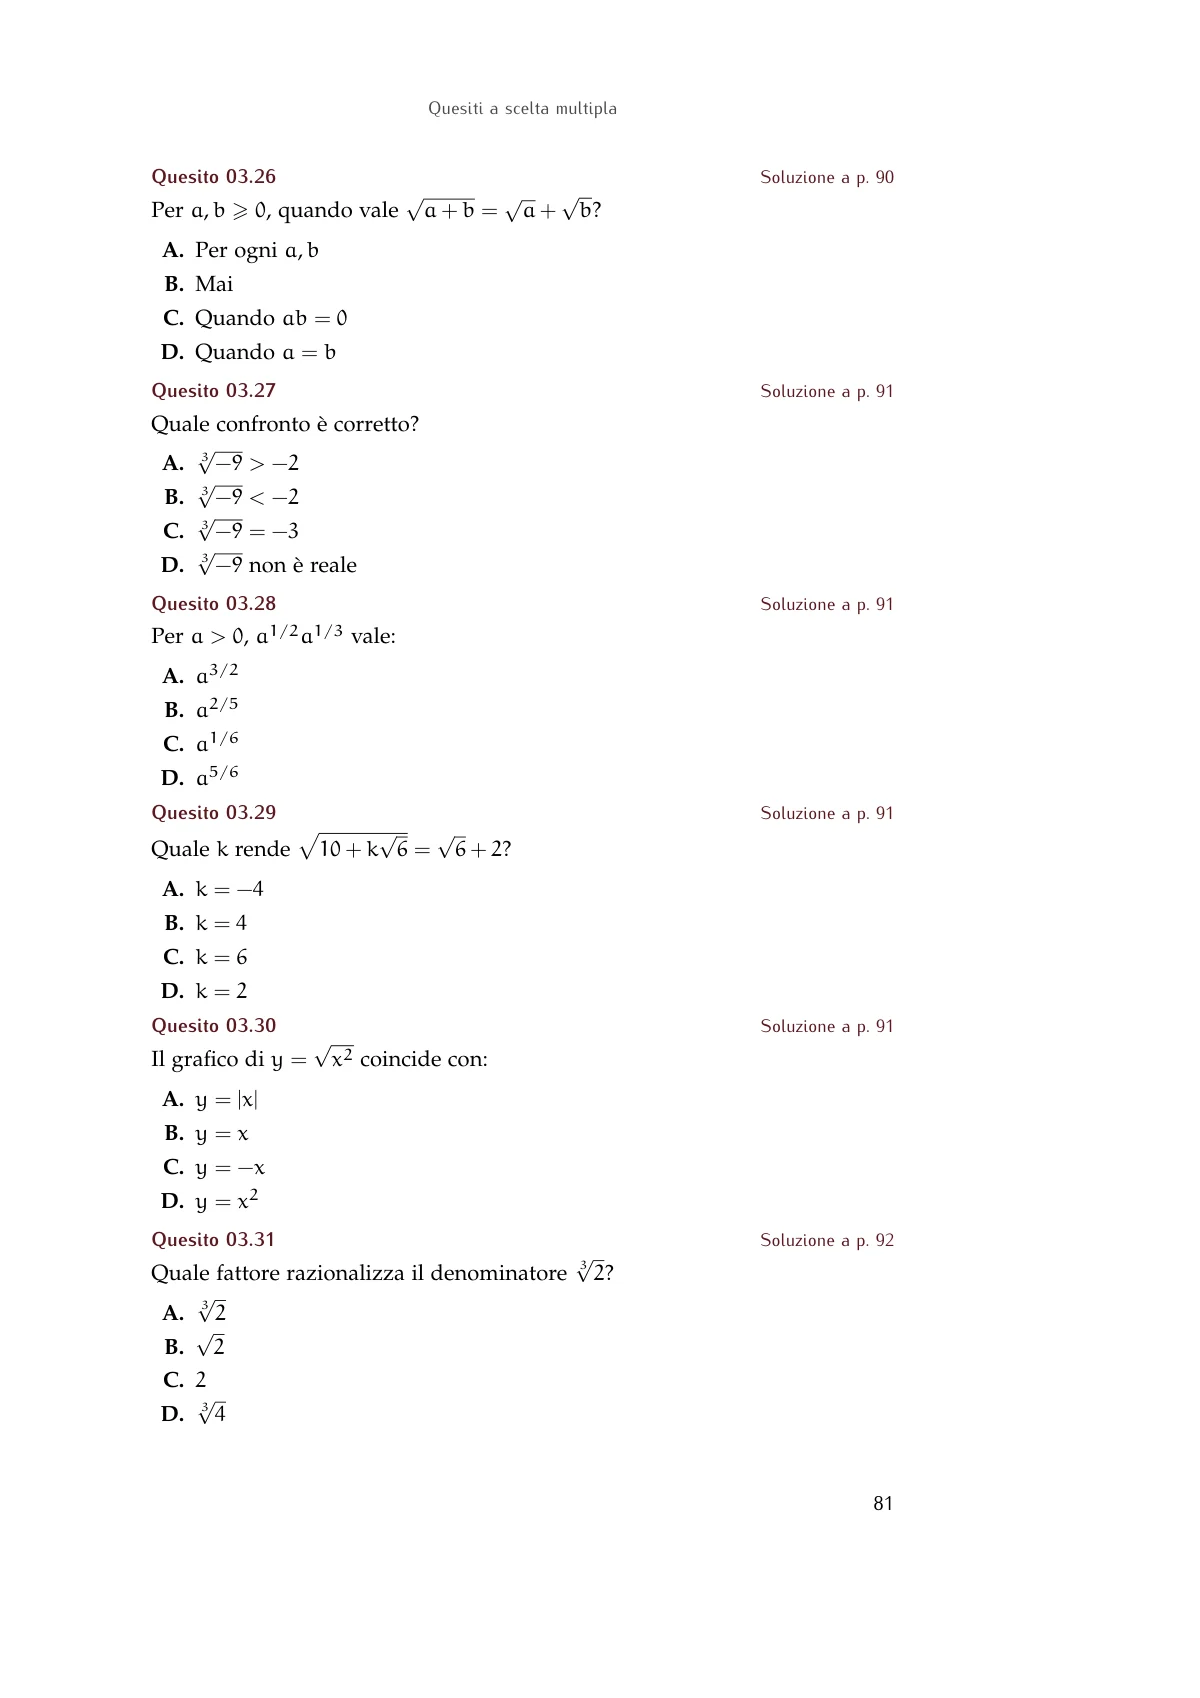 Quesiti a scelta multipla
Quesito 03.26 Soluzione a p. 90
Per a, b ⩾ 0, quando vale √(a + b) = √a + √b?
A. Per ogni a, b
B. Mai
C. Quando ab = 0
D. Quando a = b
Quesito 03.27 Soluzione a p. 91
Quale confronto è corretto?
A. ∛−9 > −2
B. ∛−9 < −2
C. ∛−9 = −3
D. ∛−9 non è reale
Quesito 03.28 Soluzione a p. 91
Per a > 0, a^{1/2}a^{1/3} vale:
A. a^{3/2}
B. a^{2/5}
C. a^{1/6}
D. a^{5/6}
Quesito 03.29 Soluzione a p. 91
Quale k rende √(10 + k√6) = √6 + 2?
A. k = −4
B. k = 4
C. k = 6
D. k = 2
Quesito 03.30 Soluzione a p. 91
Il grafico di y = √x² coincide con:
A. y = |x|
B. y = x
C. y = −x
D. y = x²
Quesito 03.31 Soluzione a p. 92
Quale fattore razionalizza il denominatore ∛2?
A. ∛2
B. √2
C. 2
D. ∛4
81